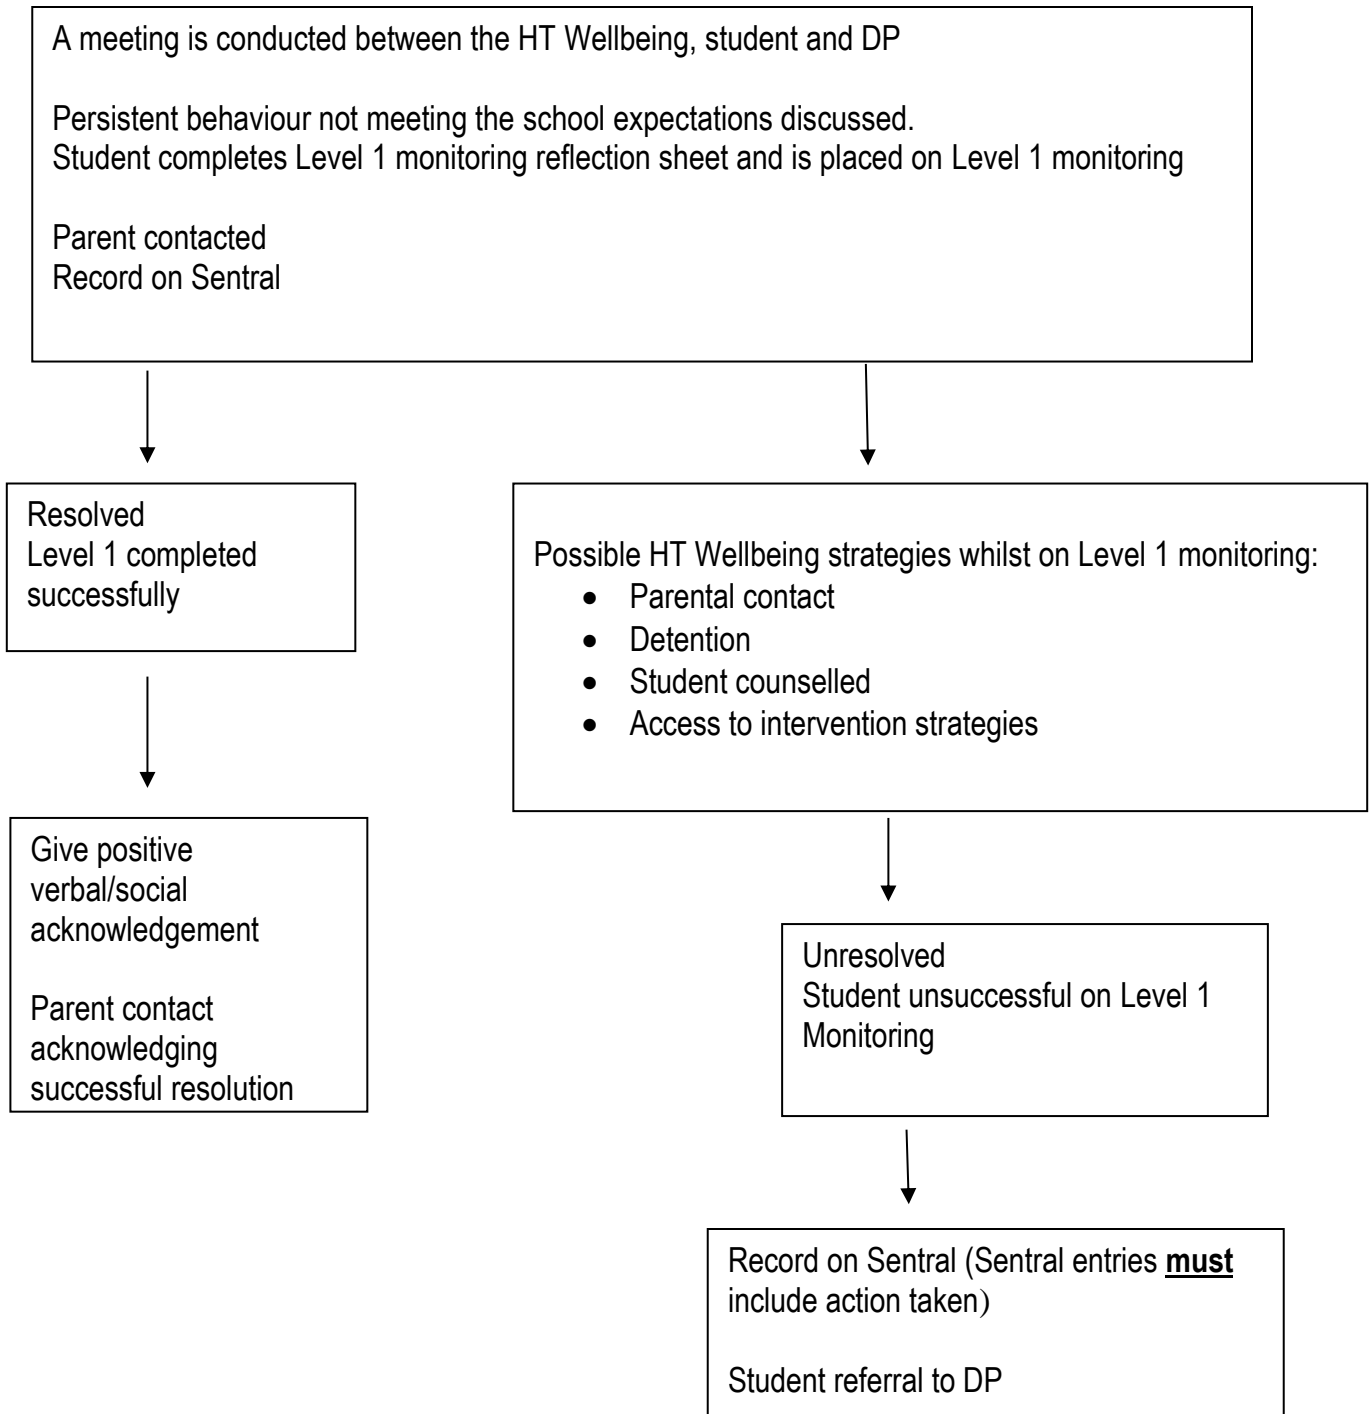 A meeting is conducted between the HT Wellbeing, student and DP
Persistent behaviour not meeting the school expectations discussed.
Student completes Level 1 monitoring reflection sheet and is placed on Level 1 monitoring
Parent contacted
Record on Sentral
Resolved
Level 1 completed
successfully
Give positive
verbal/social
acknowledgement
Parent contact
acknowledging
successful resolution
Possible HT Wellbeing strategies whilst on Level 1 monitoring:
• Parental contact
• Detention
• Student counselled
• Access to intervention strategies
Unresolved
Student unsuccessful on Level 1
Monitoring
Record on Sentral (Sentral entries must
include action taken)
Student referral to DP